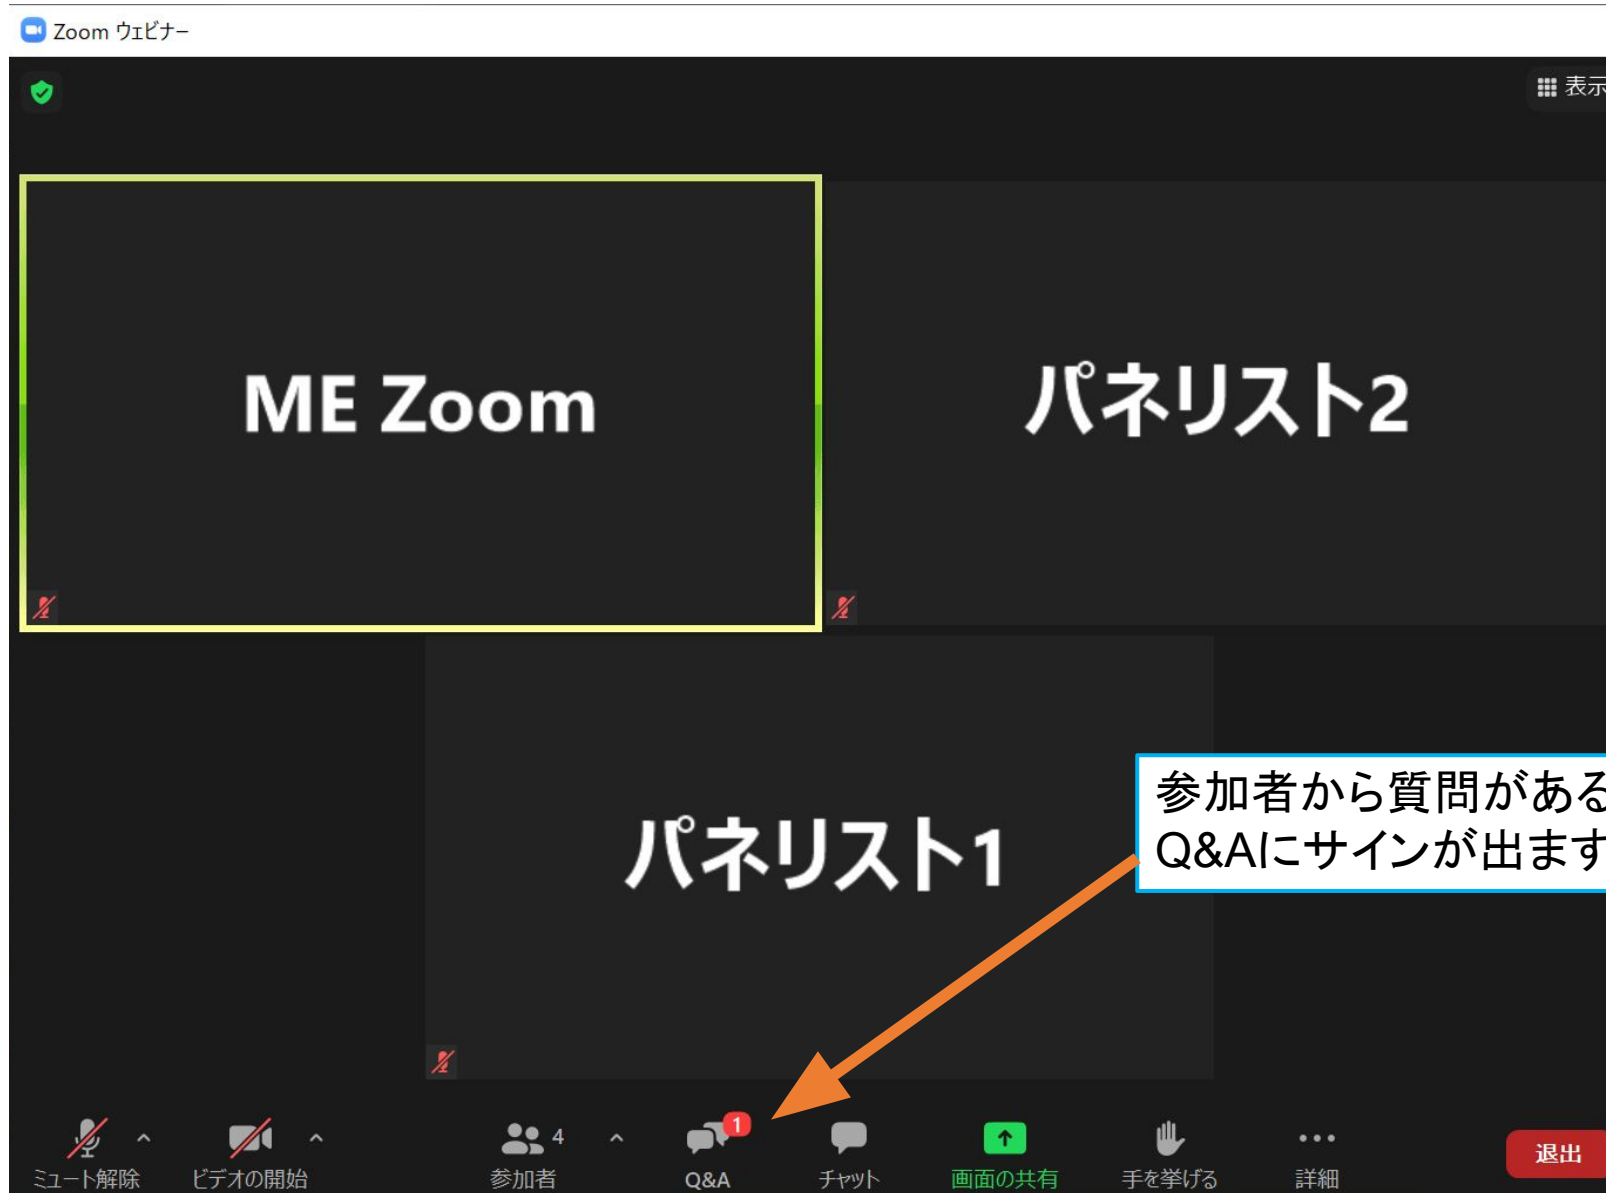 Zoom ウェビナー
表示
ME Zoom
パネリスト2
パネリスト1
参加者から質問がある
Q&Aにサインが出ます
4
1
ミュート解除
ビデオの開始
参加者
Q&A
チャット
画面の共有
手を挙げる
詳細
退出